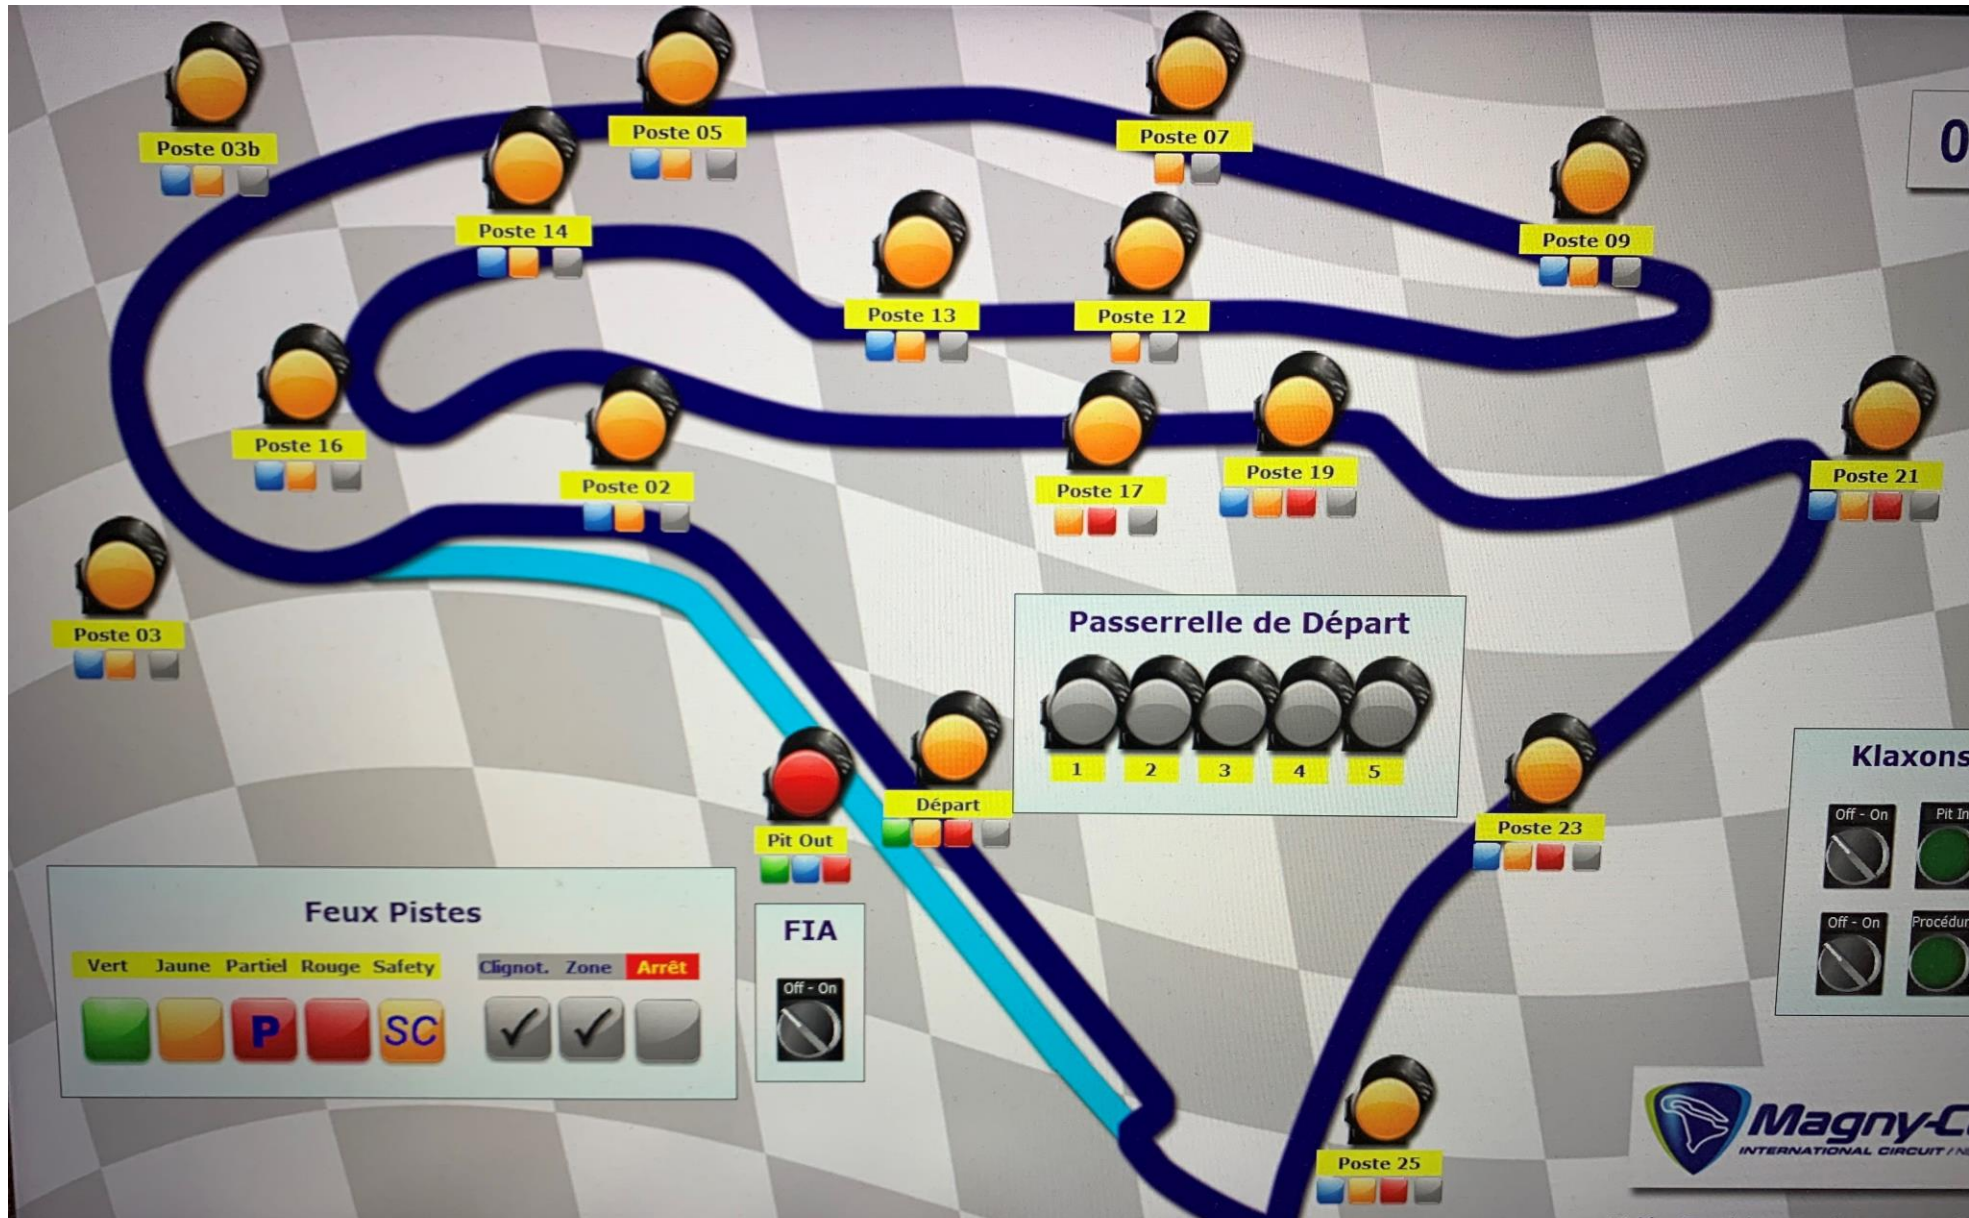 Poste 03b
Poste 05
Poste 07
0
Poste 14
Poste 09
Poste 13
Poste 12
Poste 16
Poste 02
Poste 17
Poste 19
Poste 21
Poste 03
Passerrelle de Départ
1 2 3 4 5
Départ
Pit Out
Poste 23
Klaxons
Off - On
Pit In
Off - On
Feux Pistes
Vert Jaune Partiel Rouge Safety Clignot. Zone Arrêt
P SC
FIA
Off - On
Poste 25
INTERNATIONAL CIRCUIT